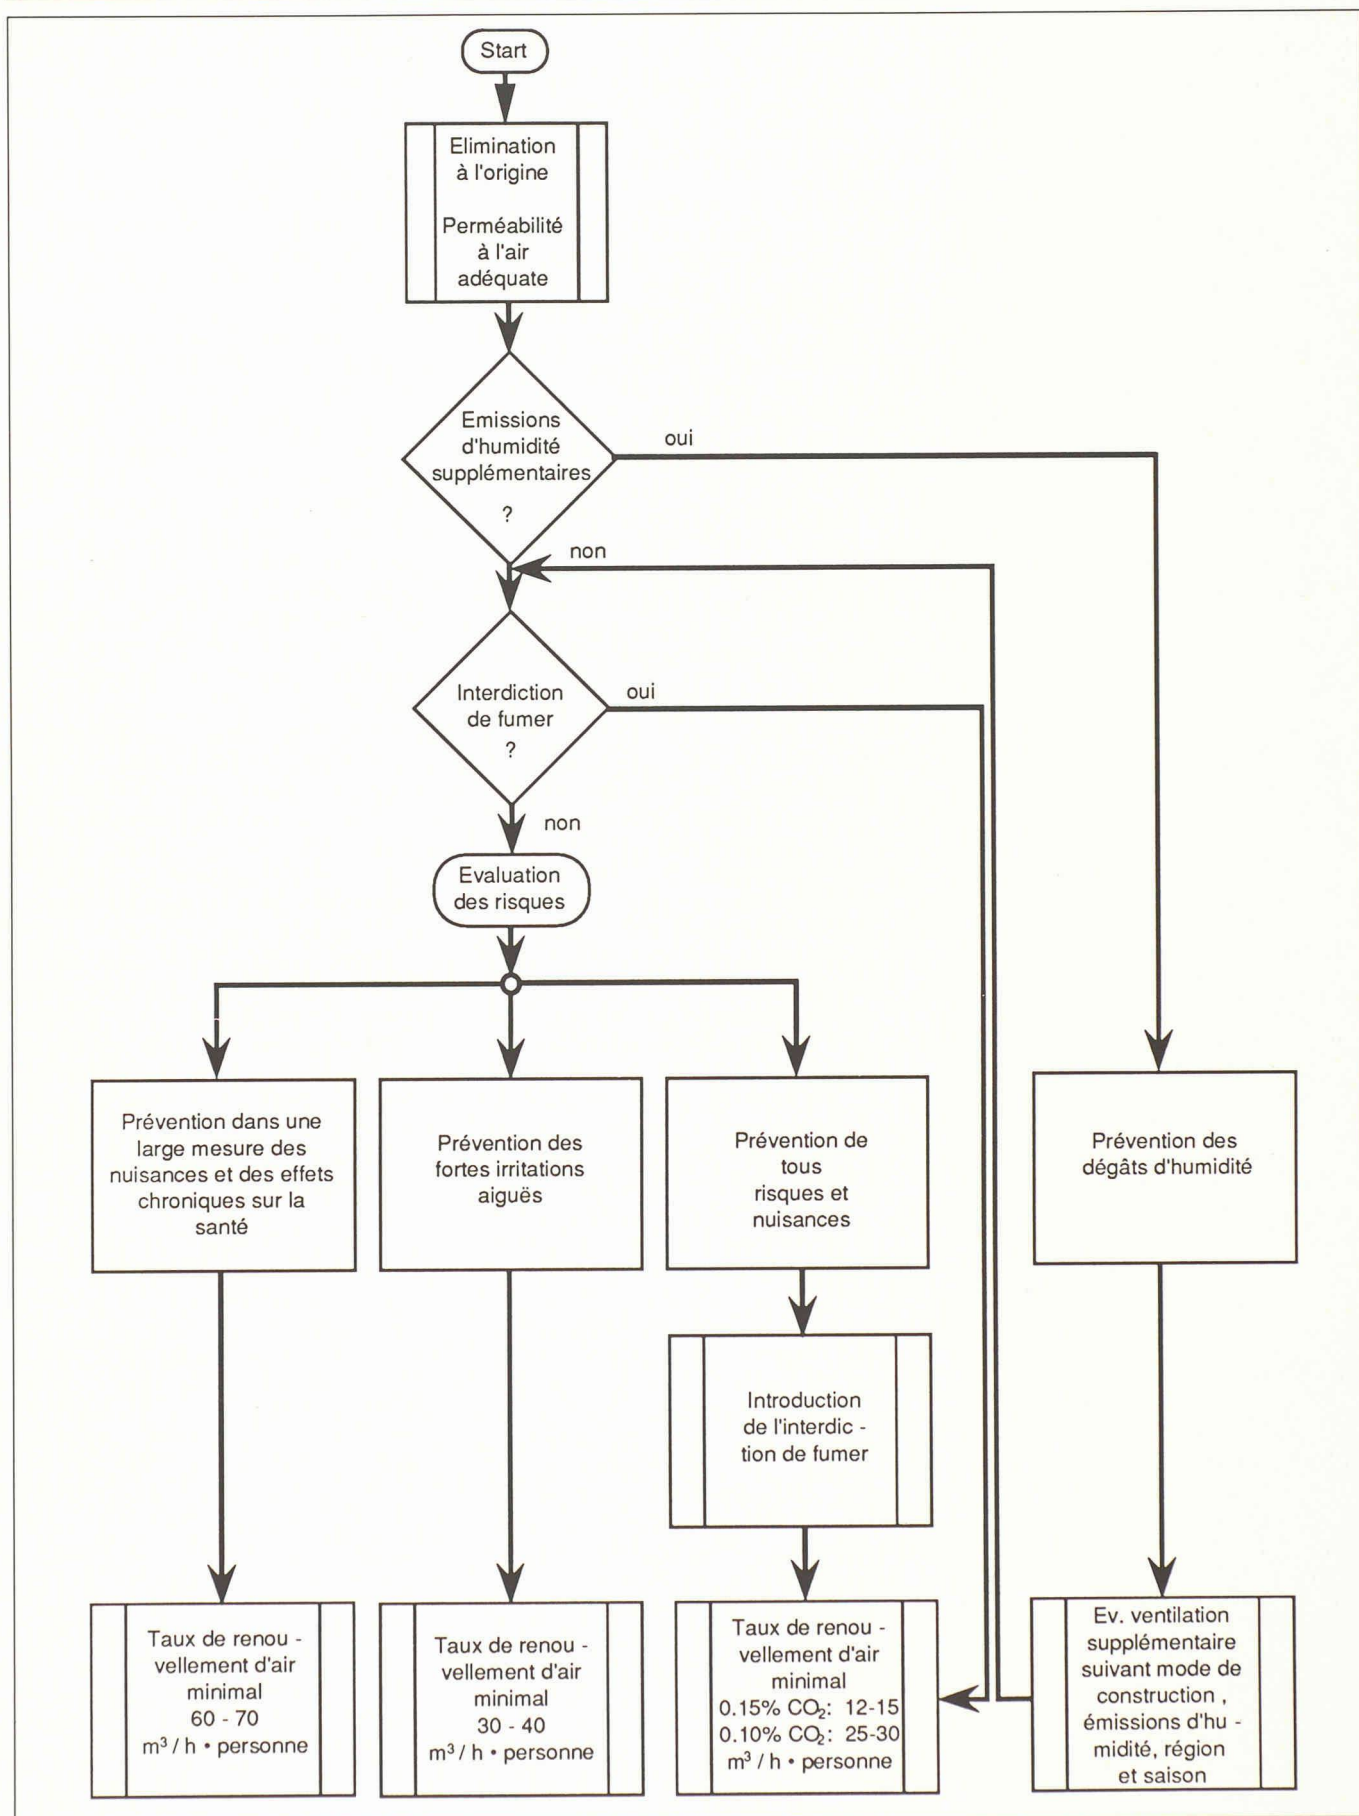 Start
Elimination
à l'origine
Perméabilité
à l'air
adéquate
Emissions
d'humidité
supplémentaires
?
oui
non
Interdiction
de fumer
?
oui
non
Evaluation
des risques
Prévention dans une
large mesure des
nuisances et des effets
chroniques sur la
santé
Prévention des
fortes irritations
aiguës
Prévention de
tous
risques et
nuisances
Prévention des
dégâts d'humidité
Introduction
de l'interdic -
tion de fumer
Taux de renou -
vellement d'air
minimal
60 - 70
m³ / h • personne
Taux de renou -
vellement d'air
minimal
30 - 40
m³ / h • personne
Taux de renou -
vellement d'air
minimal
0.15% CO₂: 12-15
0.10% CO₂: 25-30
m³ / h • personne
Ev. ventilation
supplémentaire
suivant mode de
construction ,
émissions d'hu -
midité, région
et saison